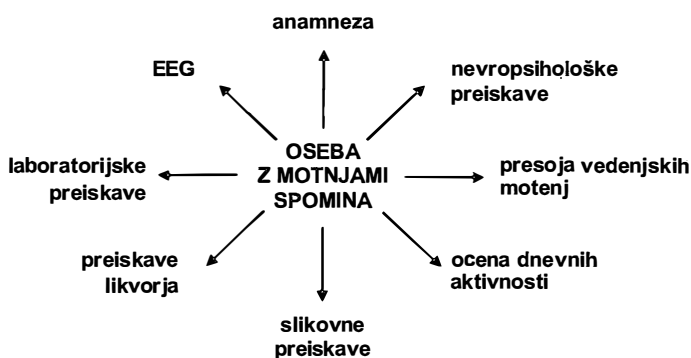 anamneza
EEG
nevropsihološke
preiskave
laboratorijske
preiskave
OSEBA
Z MOTNJAMI
SPOMINA
presoja vedenjskih
motenj
preiskave
likvorja
ocena dnevnih
aktivnosti
slikovne
preiskave